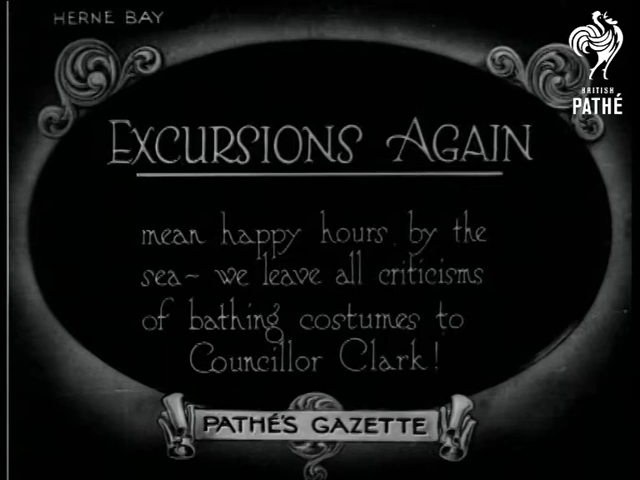 HERNE BAY
BRITISH
PATHÉ
EXCURSIONS AGAIN
mean happy hours by the
sea~ we leave all criticisms
of bathing costumes to
Councillor Clark!
PATHÉ'S GAZETTE